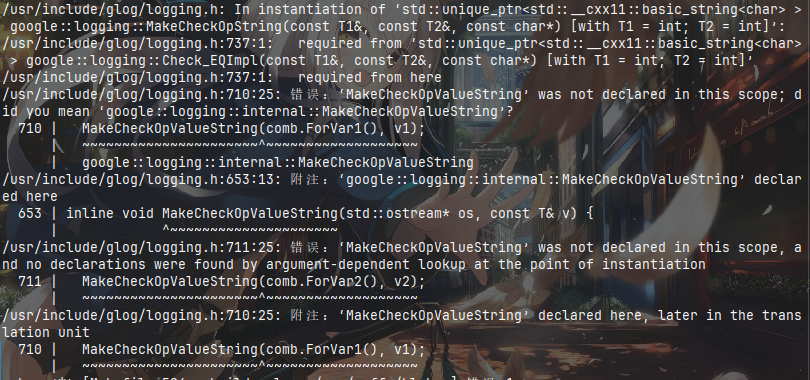 /usr/include/glog/logging.h: In instantiation of ‘std::unique_ptr<std::__cxx11::basic_string<char> >
 google::logging::MakeCheckOpString(const T1&, const T2&, const char*) [with T1 = int; T2 = int]’:
/usr/include/glog/logging.h:737:1:   required from ‘std::unique_ptr<std::__cxx11::basic_string<char>
 > google::logging::Check_EQImpl(const T1&, const T2&, const char*) [with T1 = int; T2 = int]’
/usr/include/glog/logging.h:737:1:   required from here
/usr/include/glog/logging.h:710:25: 错误：‘MakeCheckOpValueString’ was not declared in this scope; d
id you mean ‘google::logging::internal::MakeCheckOpValueString’?
  710 |   MakeCheckOpValueString(comb.ForVar1(), v1);
      |   ~~~~~~~~~~~~~~~~~~~~~~^~~~~~~~~~~~~~~~~~~~
      |   google::logging::internal::MakeCheckOpValueString
/usr/include/glog/logging.h:653:13: 附注：‘google::logging::internal::MakeCheckOpValueString’ declar
ed here
  653 | inline void MakeCheckOpValueString(std::ostream* os, const T& v) {
      |             ^~~~~~~~~~~~~~~~~~~~~~
/usr/include/glog/logging.h:711:25: 错误：‘MakeCheckOpValueString’ was not declared in this scope, a
nd no declarations were found by argument-dependent lookup at the point of instantiation
  711 |   MakeCheckOpValueString(comb.ForVar2(), v2);
      |   ~~~~~~~~~~~~~~~~~~~~~~^~~~~~~~~~~~~~~~~~~~
/usr/include/glog/logging.h:710:25: 附注：‘MakeCheckOpValueString’ declared here, later in the trans
lation unit
  710 |   MakeCheckOpValueString(comb.ForVar1(), v1);
      |   ~~~~~~~~~~~~~~~~~~~~~~^~~~~~~~~~~~~~~~~~~~